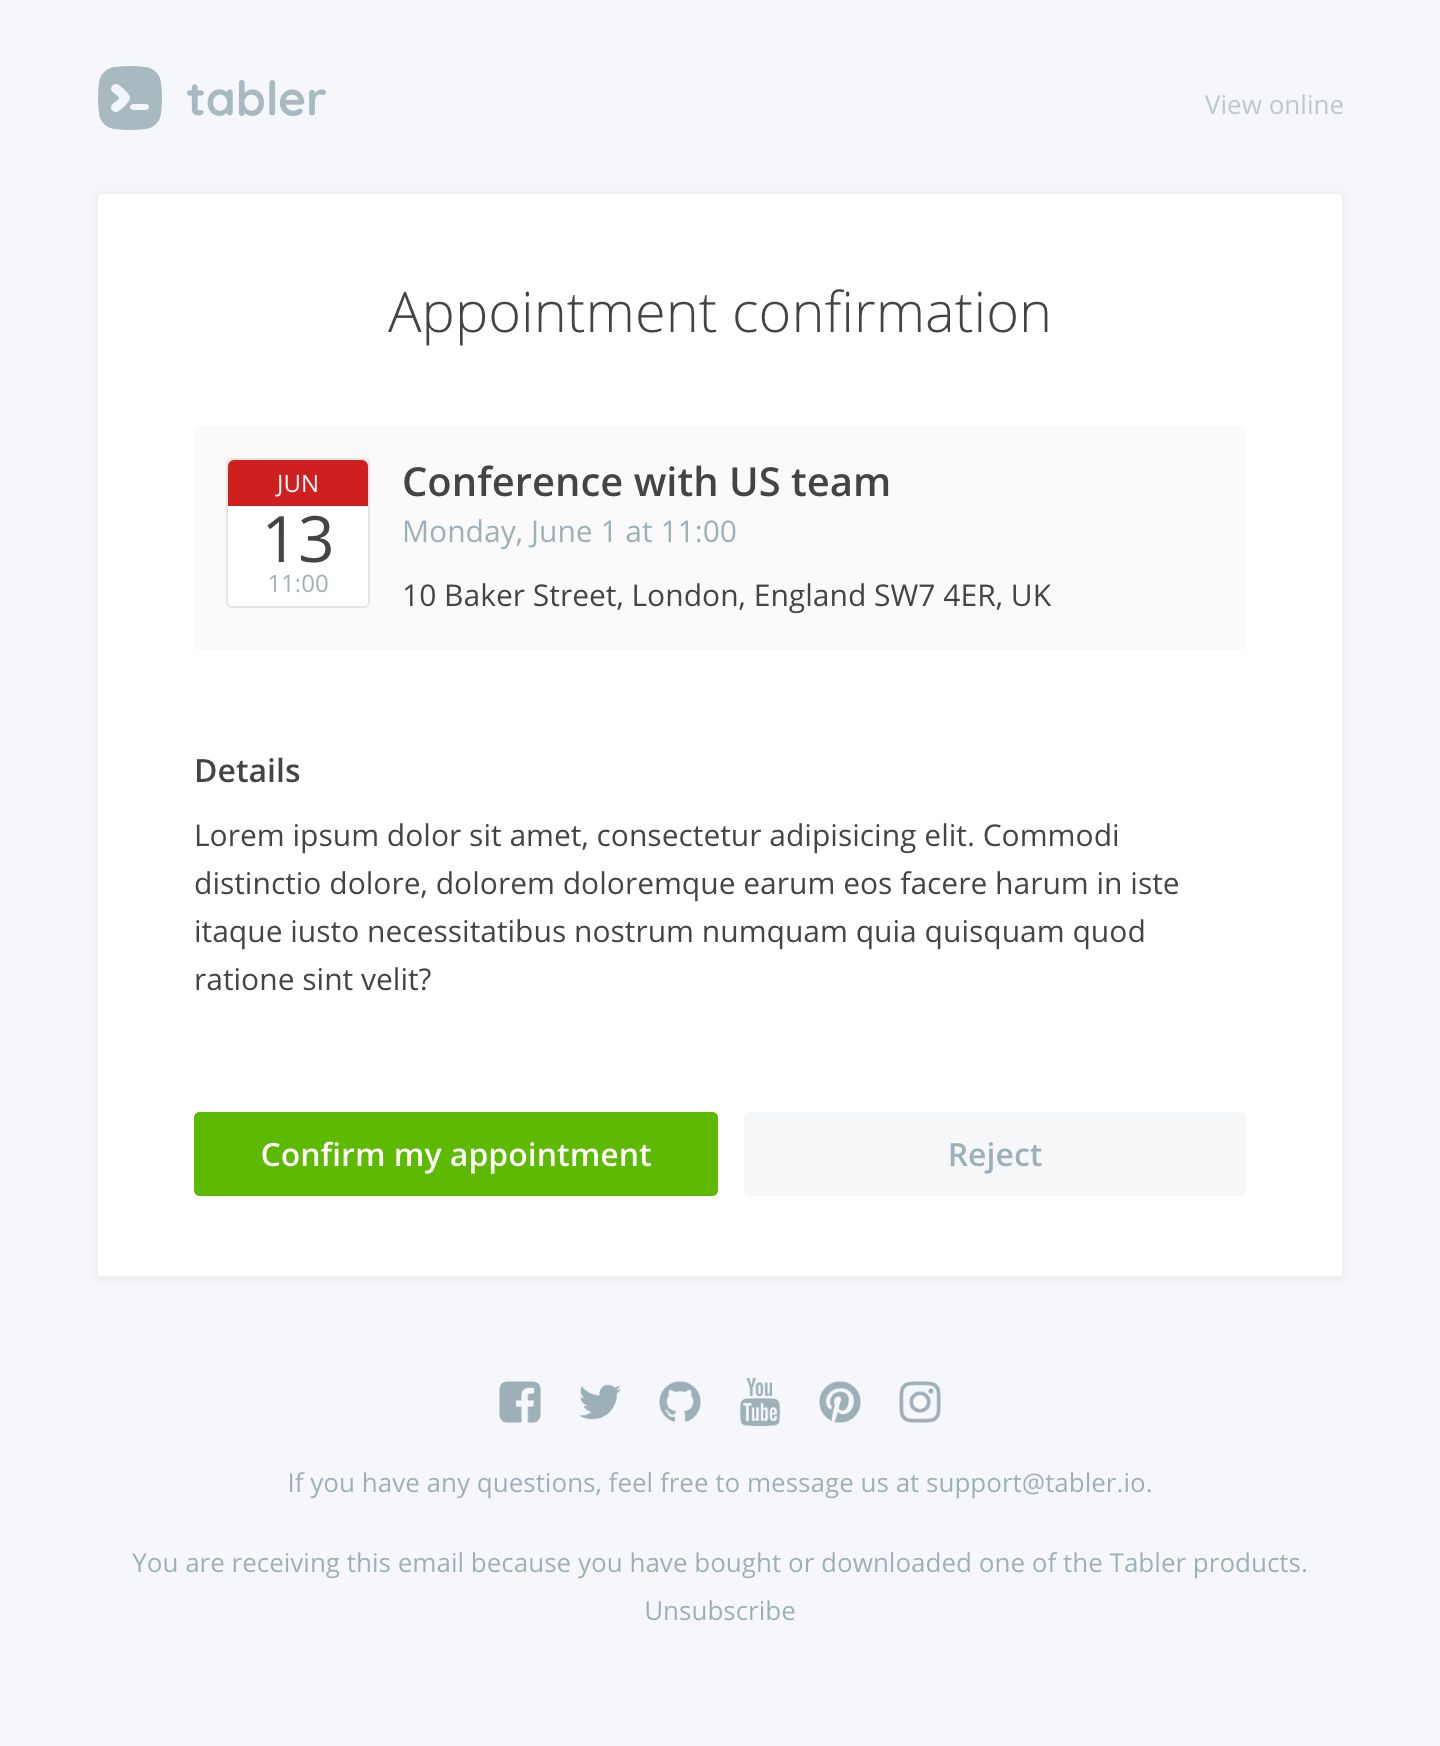 tabler
View online
Appointment confirmation
JUN
13
11:00
Conference with US team
Monday, June 1 at 11:00
10 Baker Street, London, England SW7 4ER, UK
Details
Lorem ipsum dolor sit amet, consectetur adipisicing elit. Commodi
distinctio dolore, dolorem doloremque earum eos facere harum in iste
itaque iusto necessitatibus nostrum numquam quia quisquam quod
ratione sint velit?
Confirm my appointment
Reject
You
Tube
If you have any questions, feel free to message us at support@tabler.io.
You are receiving this email because you have bought or downloaded one of the Tabler products.
Unsubscribe